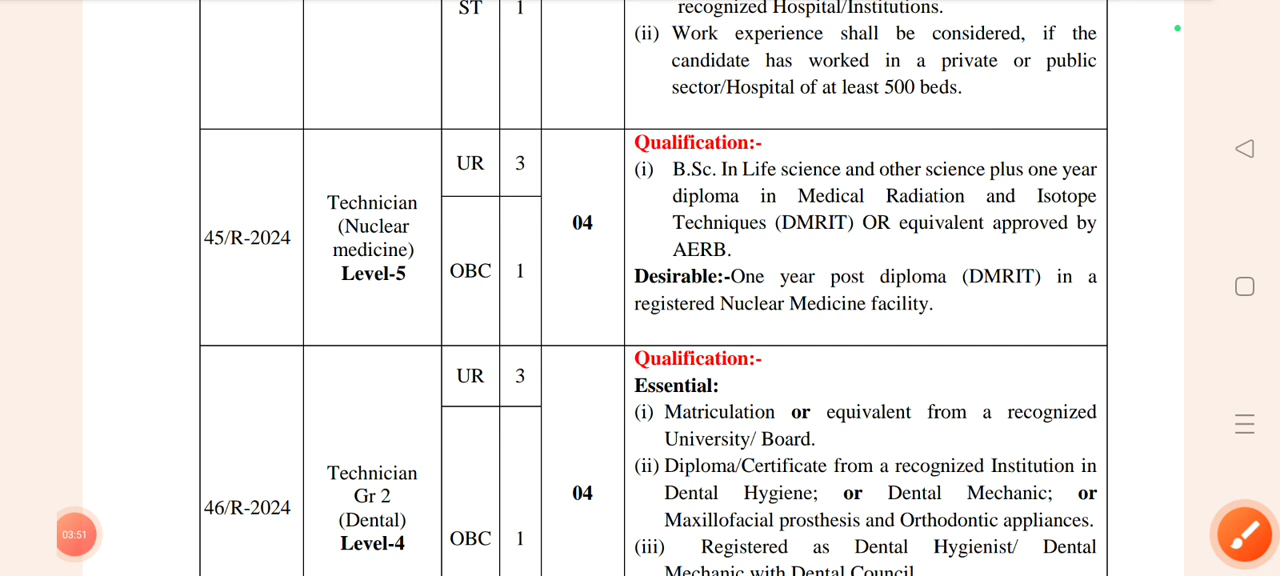 ST 1 recognized Hospital/Institutions.
(ii) Work experience shall be considered, if the
candidate has worked in a private or public
sector/Hospital of at least 500 beds.
45/R-2024
Technician
(Nuclear
medicine)
Level-5
UR 3
OBC 1
04
Qualification:-
(i) B.Sc. In Life science and other science plus one year
diploma in Medical Radiation and Isotope
Techniques (DMRIT) OR equivalent approved by
AERB.
Desirable:-One year post diploma (DMRIT) in a
registered Nuclear Medicine facility.
46/R-2024
Technician
Gr 2
(Dental)
Level-4
UR 3
OBC 1
04
Qualification:-
Essential:
(i) Matriculation or equivalent from a recognized
University/ Board.
(ii) Diploma/Certificate from a recognized Institution in
Dental Hygiene; or Dental Mechanic; or
Maxillofacial prosthesis and Orthodontic appliances.
(iii) Registered as Dental Hygienist/ Dental
Mechanic with Dental Council
03:51